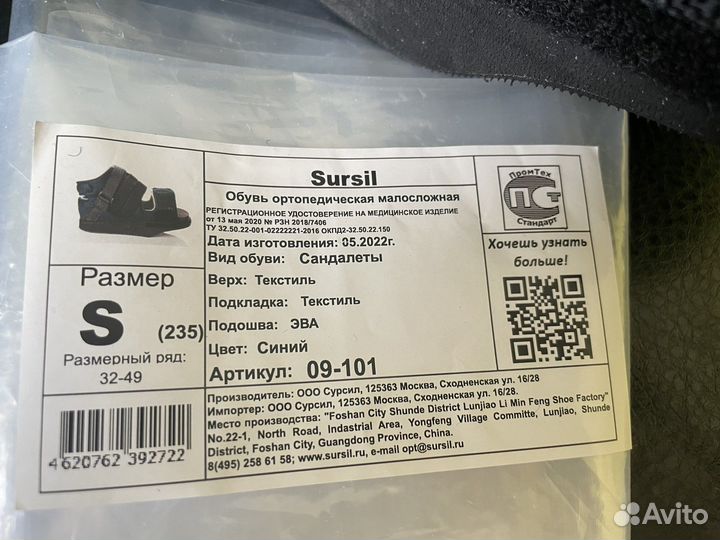 Sursil
Обувь ортопедическая малосложная
РЕГИСТРАЦИОННОЕ УДОСТОВЕРЕНИЕ НА МЕДИЦИНСКОЕ ИЗДЕЛИЕ
от 13 мая 2020 № РЗН 2018/7406
ТУ 32.50.22-001-02222221-2016 ОКПД2-32.50.22.150
Дата изготовления: 05.2022г.
Вид обуви: Сандалеты
Верх: Текстиль
Подкладка: Текстиль
Подошва: ЭВА
Цвет: Синий
Артикул: 09-101
Размер
S (235)
Размерный ряд:
32-49
ПромТех
ПСТ
Стандарт
Хочешь узнать
больше!
4620762 392722
Производитель: ООО Сурсил, 125363 Москва, Сходненская ул. 16/28
Импортер: ООО Сурсил, 125363 Москва, Сходненская ул. 16/28.
Место производства: "Foshan City Shunde District Lunjiao Li Min Feng Shoe Factory"
No.22-1, North Road, Indastrial Area, Yongfeng Village Committe, Lunjiao, Shunde
District, Foshan City, Guangdong Province, China.
8(495) 258 61 58; www.sursil.ru, e-mail opt@sursil.ru
Avito